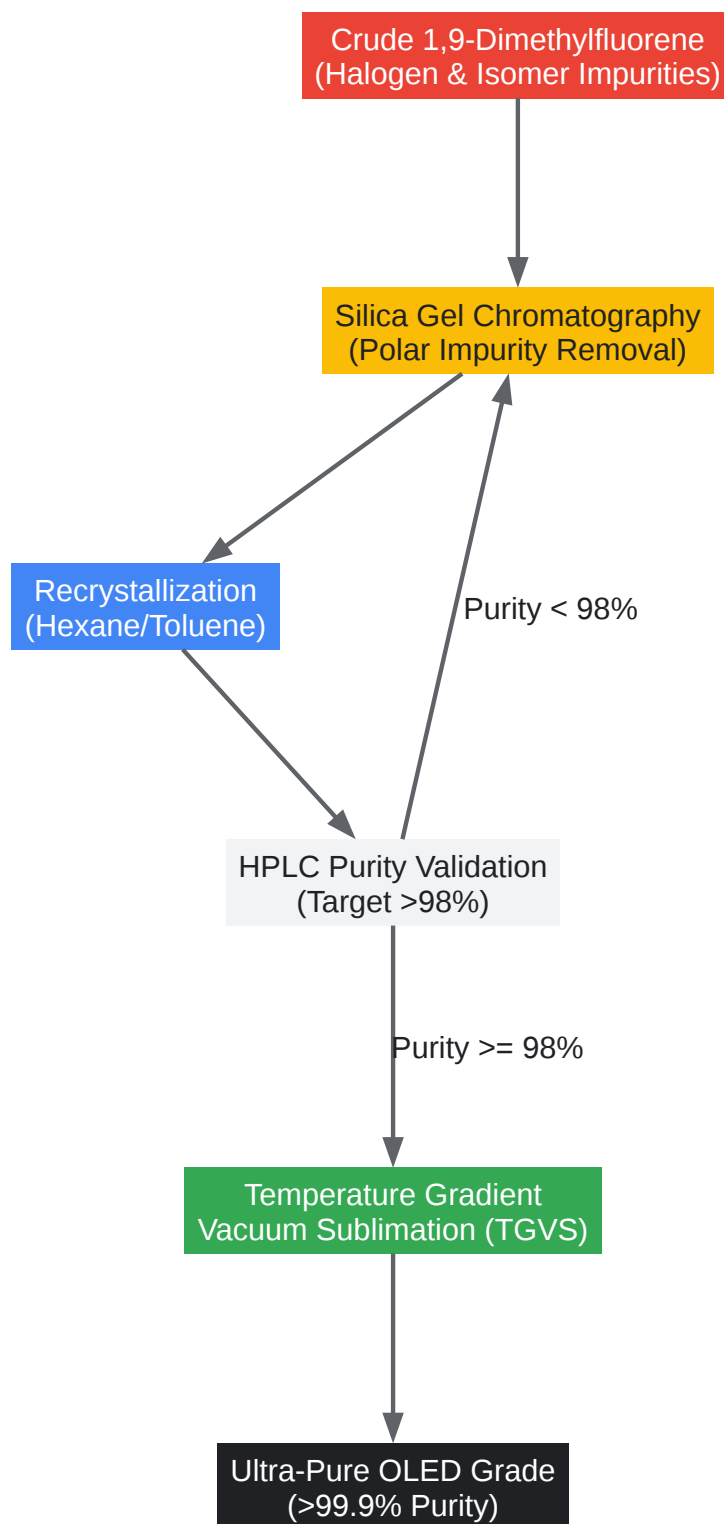 Crude 1,9-Dimethylfluorene
(Halogen & Isomer Impurities)
Silica Gel Chromatography
(Polar Impurity Removal)
Recrystallization
(Hexane/Toluene)
Purity < 98%
HPLC Purity Validation
(Target >98%)
Purity >= 98%
Temperature Gradient
Vacuum Sublimation (TGVS)
Ultra-Pure OLED Grade
(>99.9% Purity)